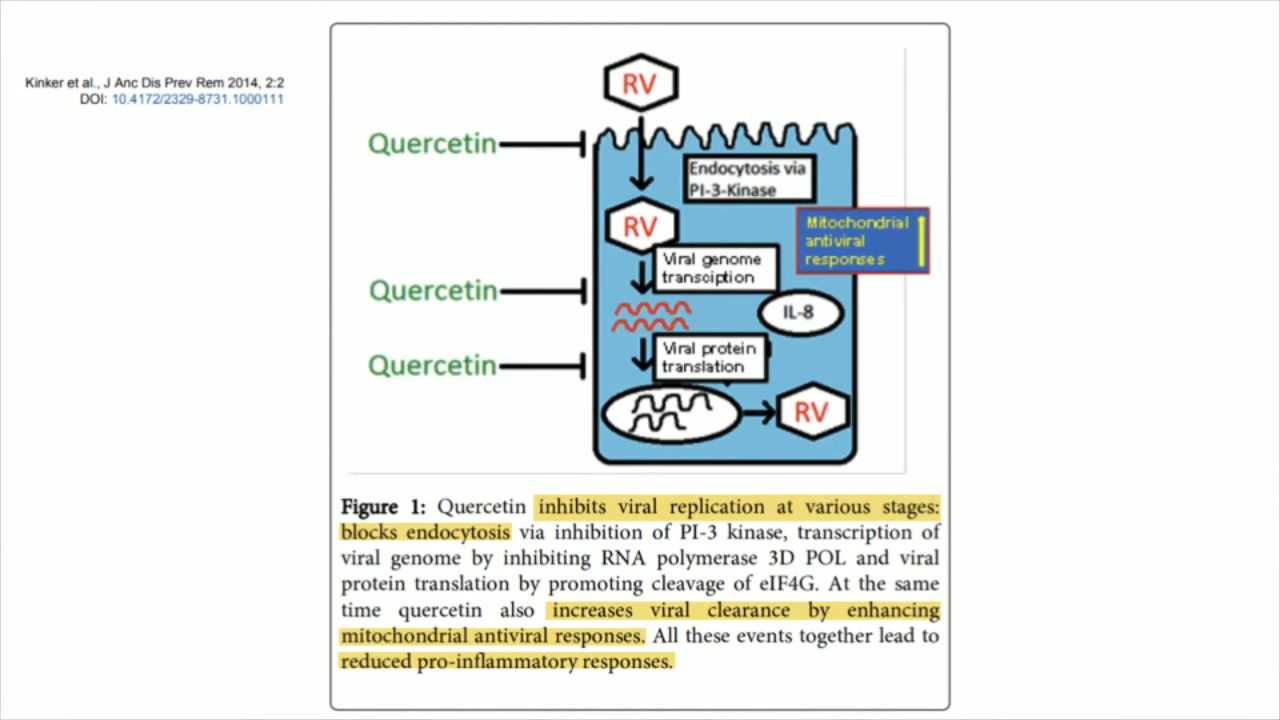 Kinker et al., J Anc Dis Prev Rem 2014, 2:2
DOI: 10.4172/2329-8731.1000111
RV
Quercetin
Endocytosis via
PI-3-Kinase
RV
Mitochondrial
antiviral
responses
Viral genome
transciption
Quercetin
IL-8
Viral protein
translation
Quercetin
RV
Figure 1: Quercetin inhibits viral replication at various stages:
blocks endocytosis via inhibition of PI-3 kinase, transcription of
viral genome by inhibiting RNA polymerase 3D POL and viral
protein translation by promoting cleavage of eIF4G. At the same
time quercetin also increases viral clearance by enhancing
mitochondrial antiviral responses. All these events together lead to
reduced pro-inflammatory responses.